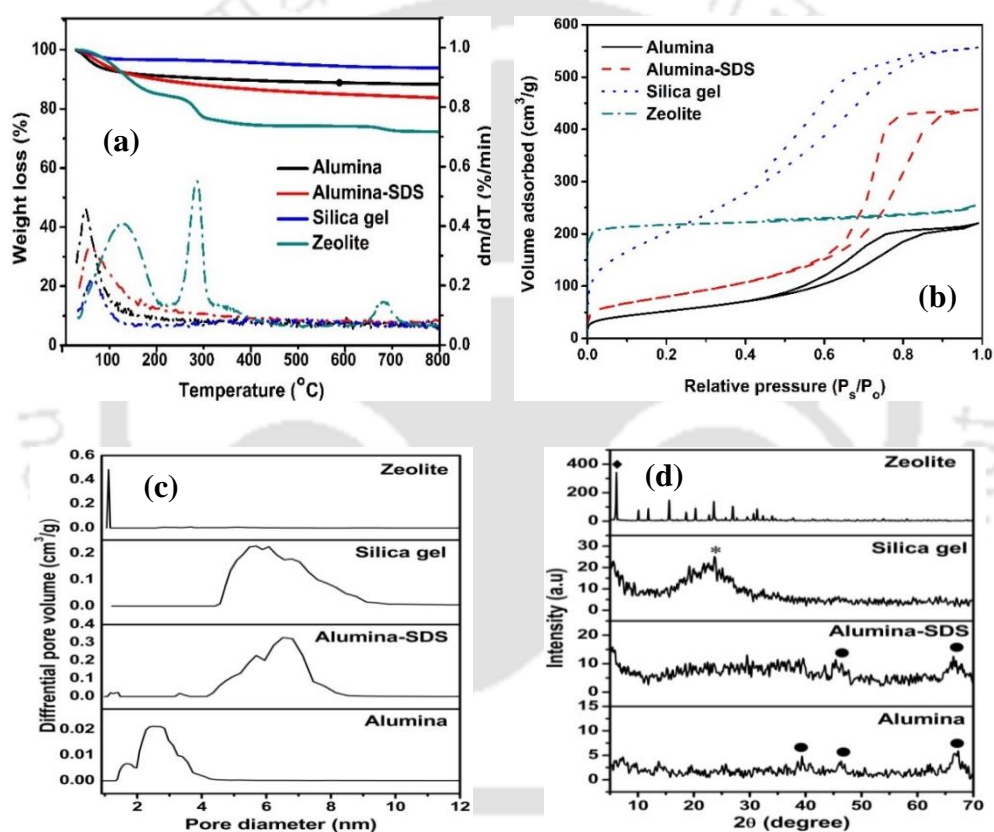 (a)
Weight loss (%)
100
80
60
40
20
0
1.0
0.8
0.6
0.4
0.2
0.0
dm/dT (%/min)
Alumina
Alumina-SDS
Silica gel
Zeolite
100 200 300 400 500 600 700 800
Temperature (°C)
(b)
Volume adsorbed (cm³/g)
600
500
400
300
200
100
0
Alumina
Alumina-SDS
Silica gel
Zeolite
0.0 0.2 0.4 0.6 0.8 1.0
Relative pressure (Ps/Po)
(c)
Diffrential pore volume (cm³/g)
Zeolite
0.4
0.2
0.0
Silica gel
0.2
0.1
0.0
Alumina-SDS
0.4
0.3
0.2
0.1
0.0
Alumina
0.02
0.01
0.00
2 4 6 8 10 12
Pore diameter (nm)
(d)
Intensity (a.u)
Zeolite
400
200
0
Silica gel
*
30
20
10
0
Alumina-SDS
20
10
0
Alumina
15
10
5
0
10 20 30 40 50 60 70
2θ (degree)